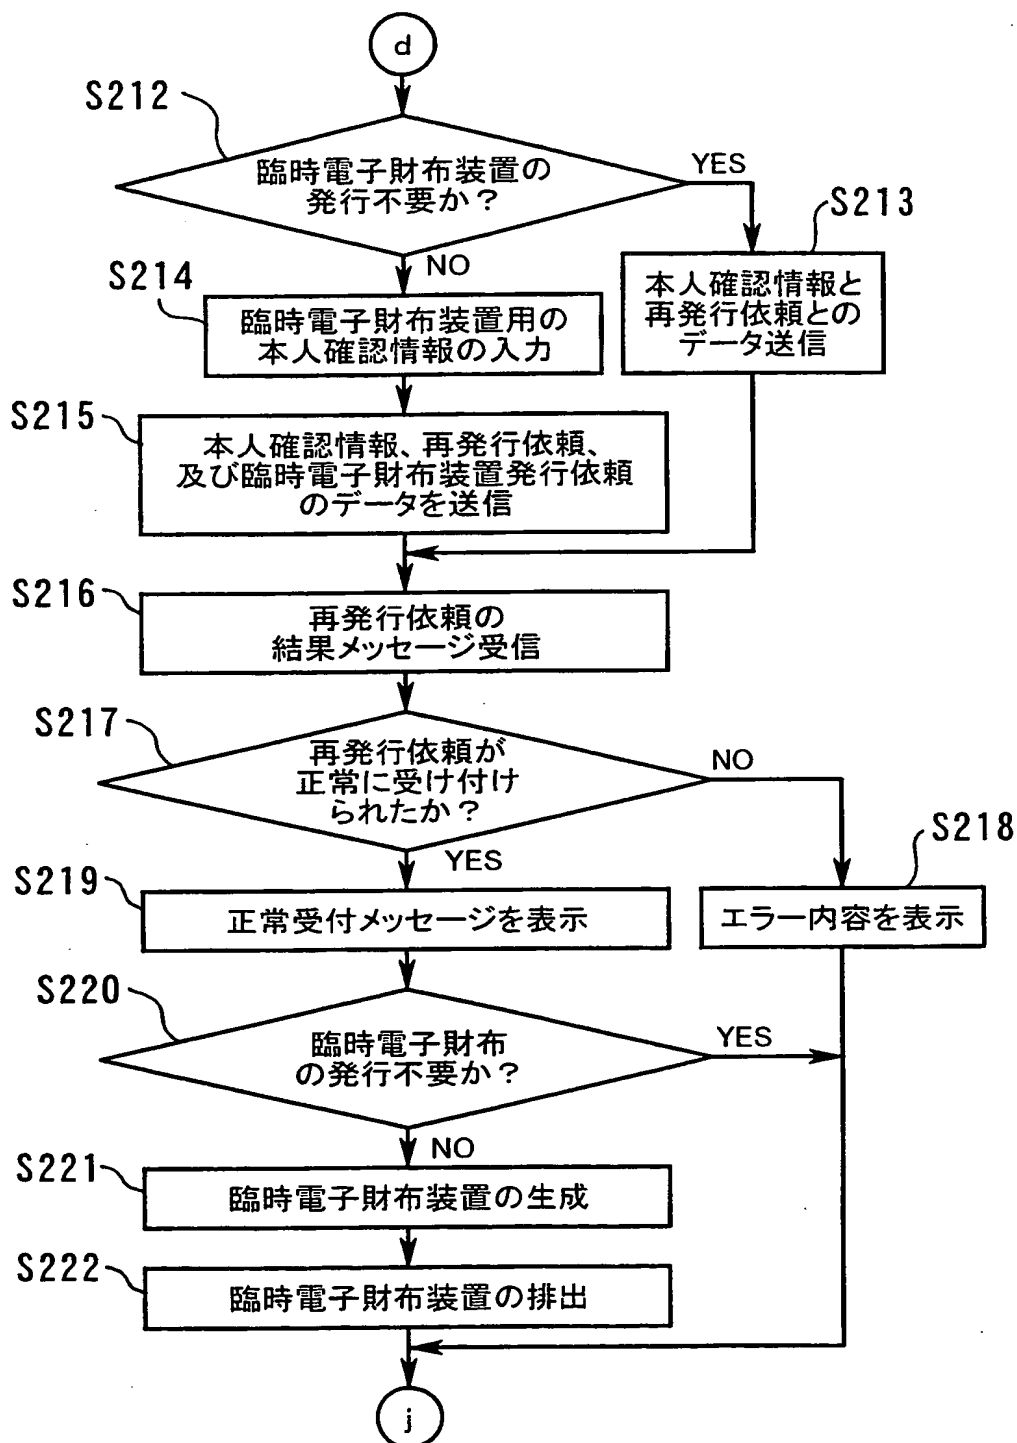 d
S212
臨時電子財布装置の
発行不要か？
YES
S213
本人確認情報と
再発行依頼との
データ送信
NO
S214
臨時電子財布装置用の
本人確認情報の入力
S215
本人確認情報、再発行依頼、
及び臨時電子財布装置発行依頼
のデータを送信
S216
再発行依頼の
結果メッセージ受信
S217
再発行依頼が
正常に受け付け
られたか？
NO
S218
エラー内容を表示
YES
S219
正常受付メッセージを表示
S220
臨時電子財布
の発行不要か？
YES
NO
S221
臨時電子財布装置の生成
S222
臨時電子財布装置の排出
j